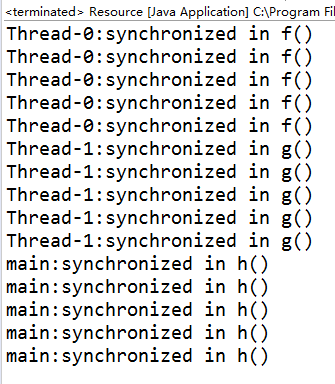 <terminated> Resource [Java Application] C:\Program Fil
Thread-0:synchronized in f()
Thread-0:synchronized in f()
Thread-0:synchronized in f()
Thread-0:synchronized in f()
Thread-0:synchronized in f()
Thread-1:synchronized in g()
Thread-1:synchronized in g()
Thread-1:synchronized in g()
Thread-1:synchronized in g()
Thread-1:synchronized in g()
main:synchronized in h()
main:synchronized in h()
main:synchronized in h()
main:synchronized in h()
main:synchronized in h()